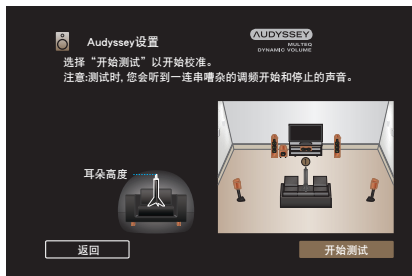 Audyssey设置
AUDYSSEY
MULTEQ
DYNAMIC VOLUME
选择“开始测试”以开始校准。
注意:测试时, 您会听到一连串嘈杂的调频开始和停止的声音。
耳朵高度
返回
开始测试